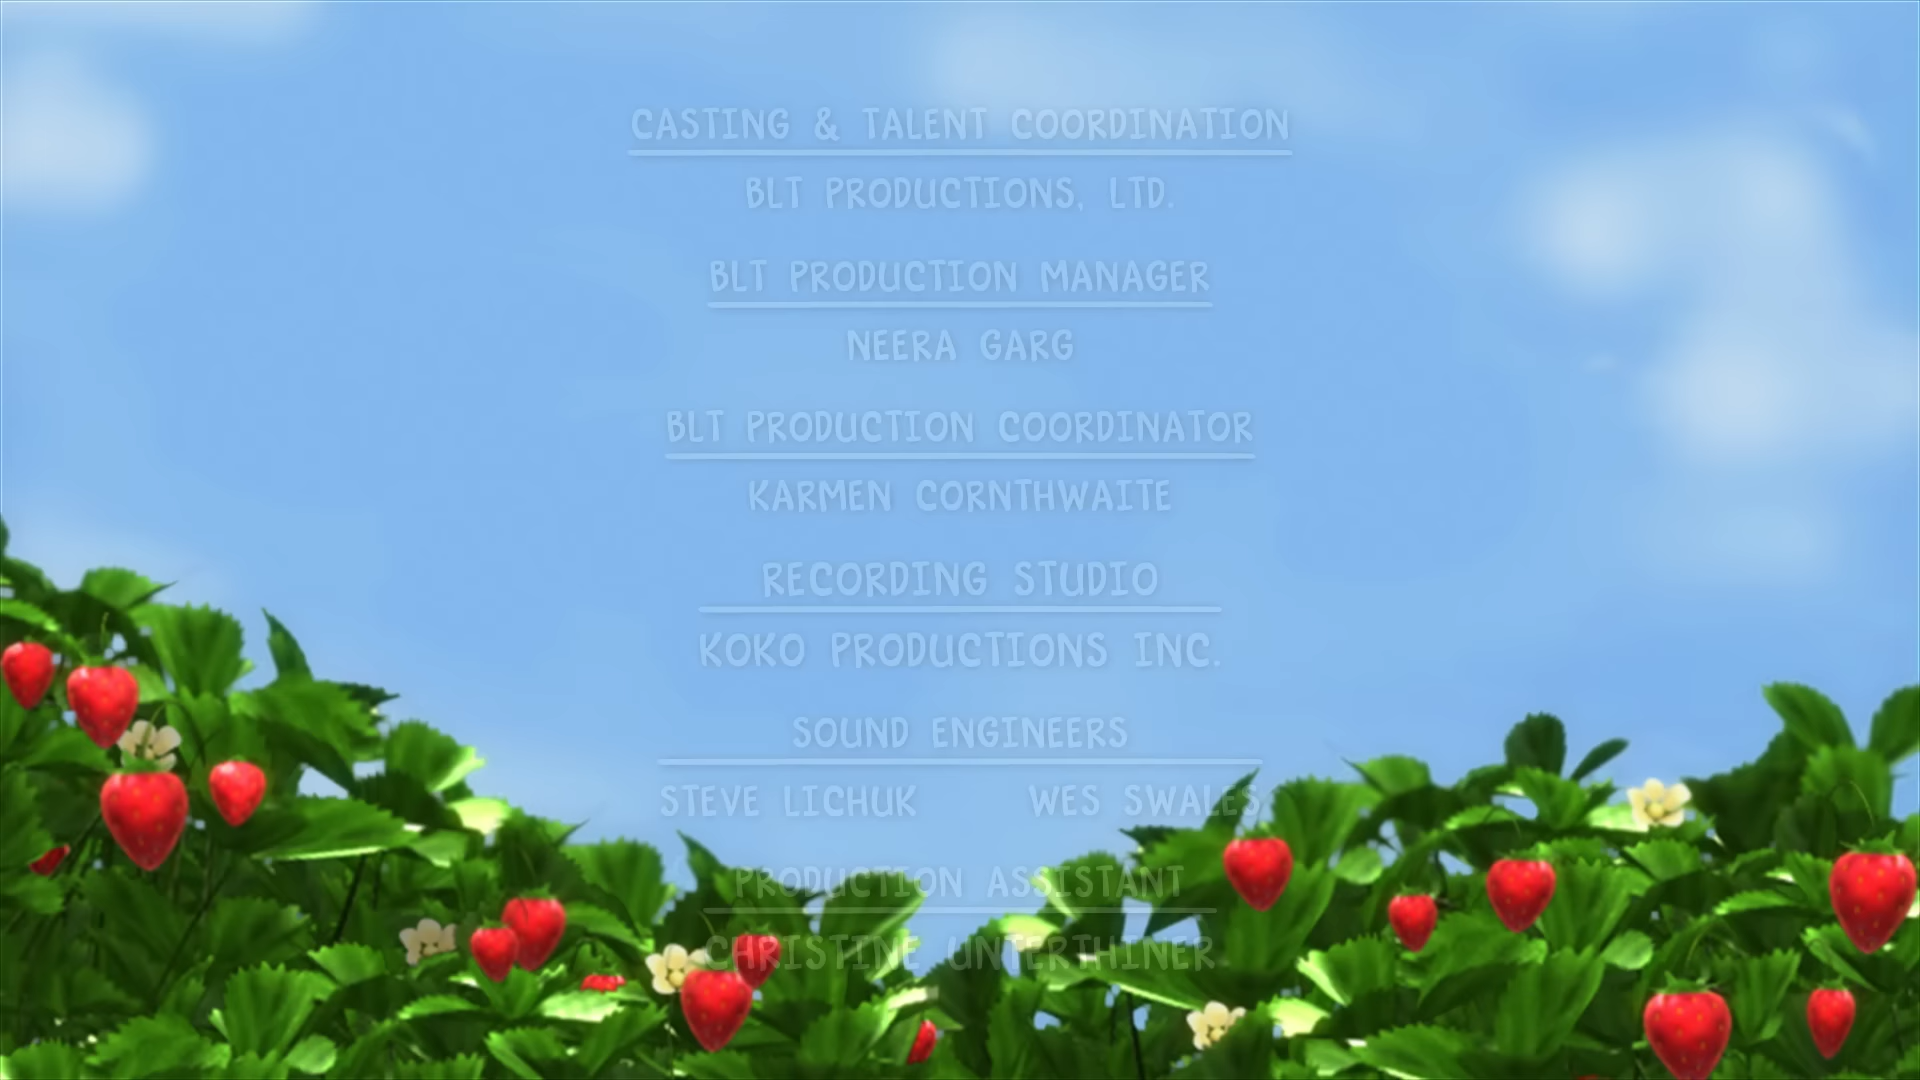 CASTING & TALENT COORDINATION
BLT PRODUCTIONS, LTD.
BLT PRODUCTION MANAGER
NEERA GARG
BLT PRODUCTION COORDINATOR
KARMEN CORNTHWAITE
RECORDING STUDIO
KOKO PRODUCTIONS INC.
SOUND ENGINEERS
STEVE LICHUK WES SWALES
PRODUCTION ASSISTANT
CHRISTINE UNTERTHINER